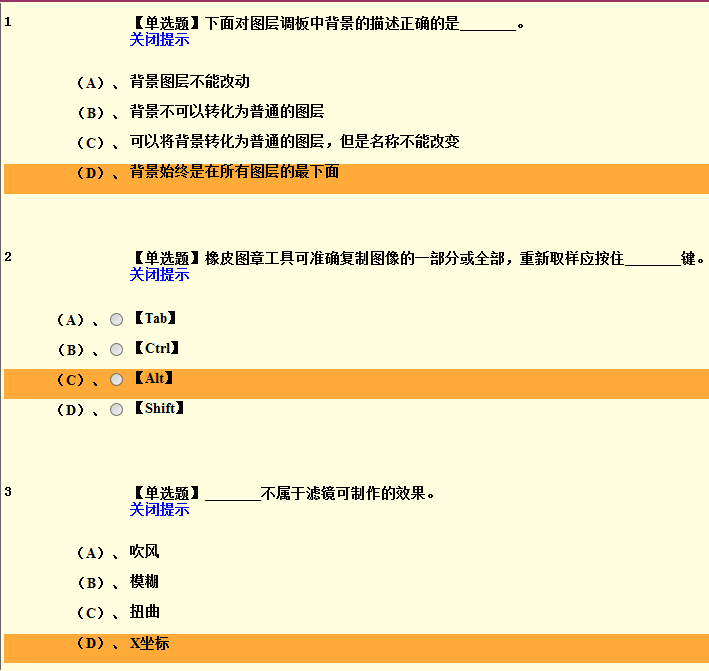 1 【单选题】下面对图层调板中背景的描述正确的是________。
关闭提示
（A）、背景图层不能改动
（B）、背景不可以转化为普通的图层
（C）、可以将背景转化为普通的图层，但是名称不能改变
（D）、背景始终是在所有图层的最下面
2 【单选题】橡皮图章工具可准确复制图像的一部分或全部，重新取样应按住________键。
关闭提示
（A）、【Tab】
（B）、【Ctrl】
（C）、【Alt】
（D）、【Shift】
3 【单选题】________不属于滤镜可制作的效果。
关闭提示
（A）、吹风
（B）、模糊
（C）、扭曲
（D）、X坐标